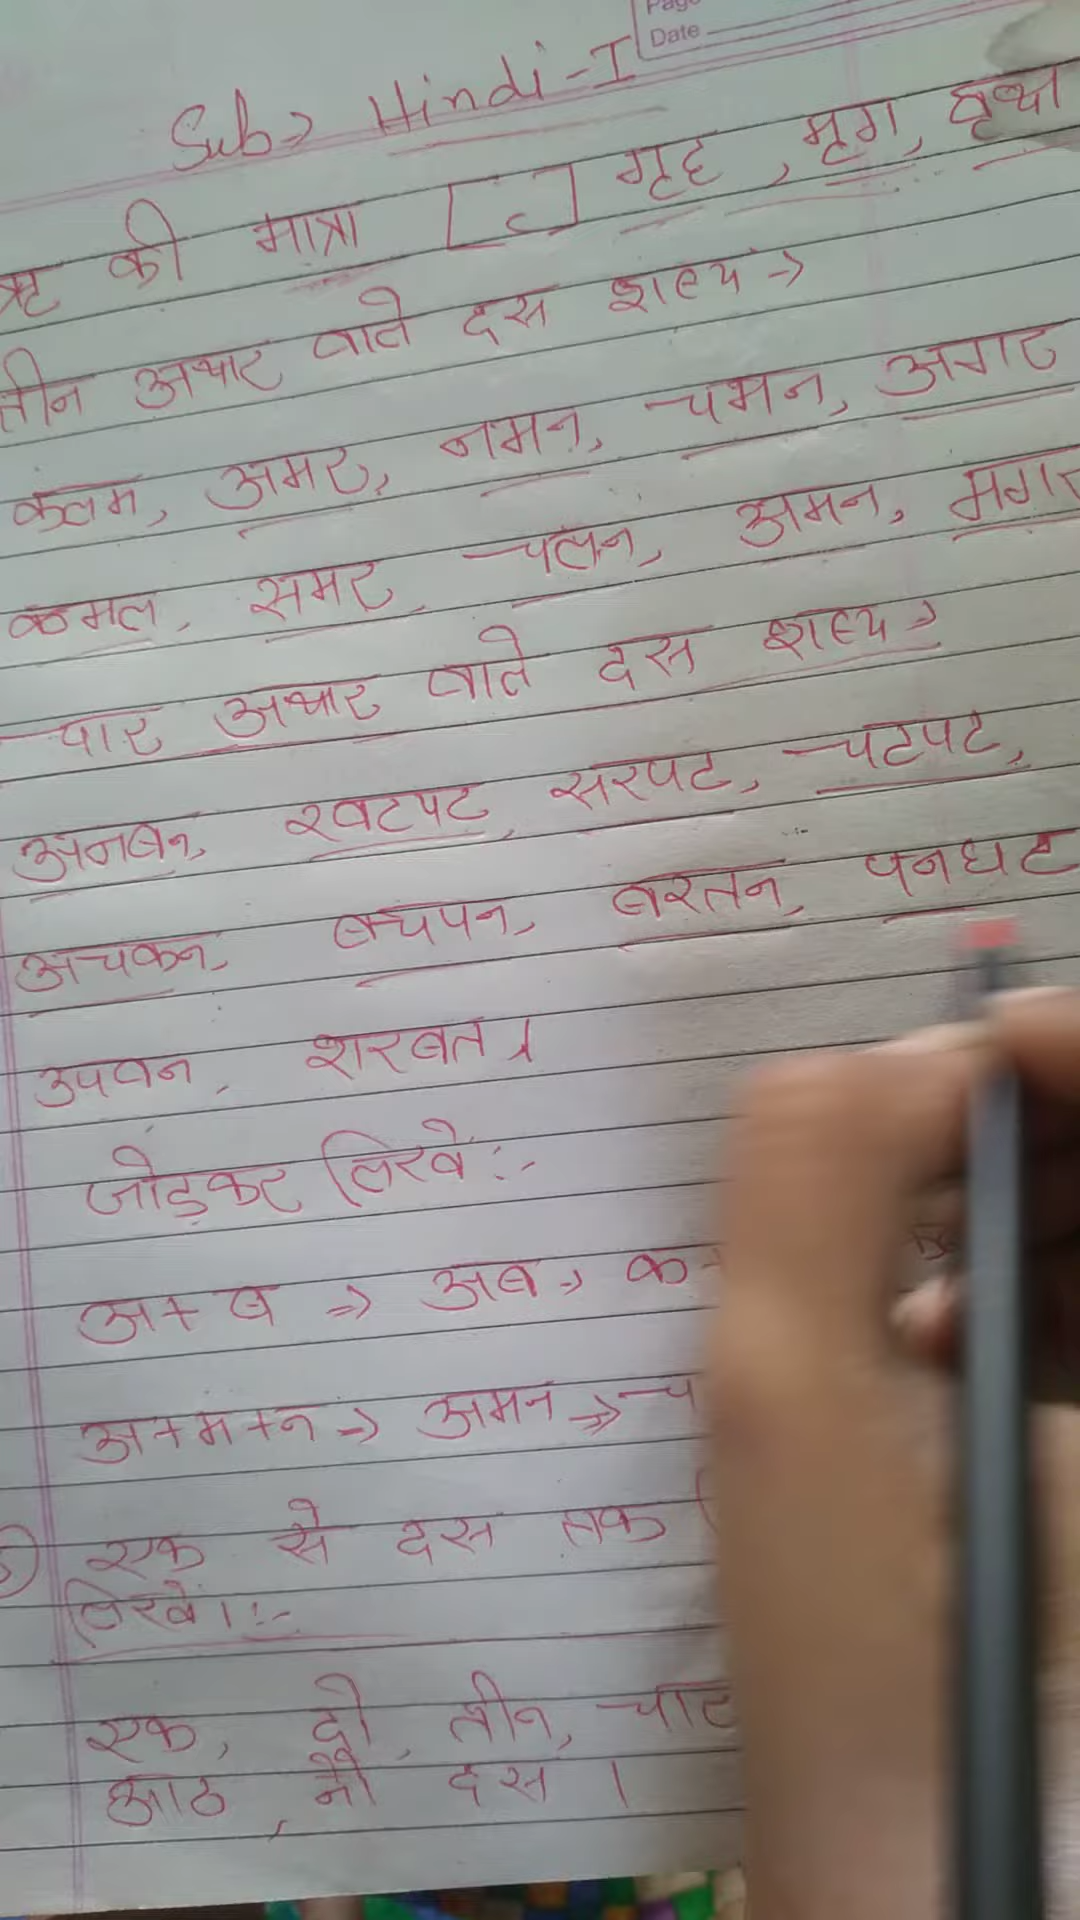 Page
Date
Sub → Hindi-I
ऋ की मात्रा [ ृ ] गृह, मृग, वृथा
तीन अक्षर वाले दस शब्द →
कलम, अमर, नमन, चमन, अगर
कमल, समर, चलन, अमन, मगर
चार अक्षर वाले दस शब्द →
अनबन, खटपट, सरपट, चटपट,
अचकन, बचपन, बरतन, पनघट
उपवन, शरबत।
जोड़कर लिखें :-
अ+ब → अब, क
अ+म+न → अमन → च
एक से दस तक
लिखें। :-
एक, दो, तीन, चार
आठ, नौ दस ।